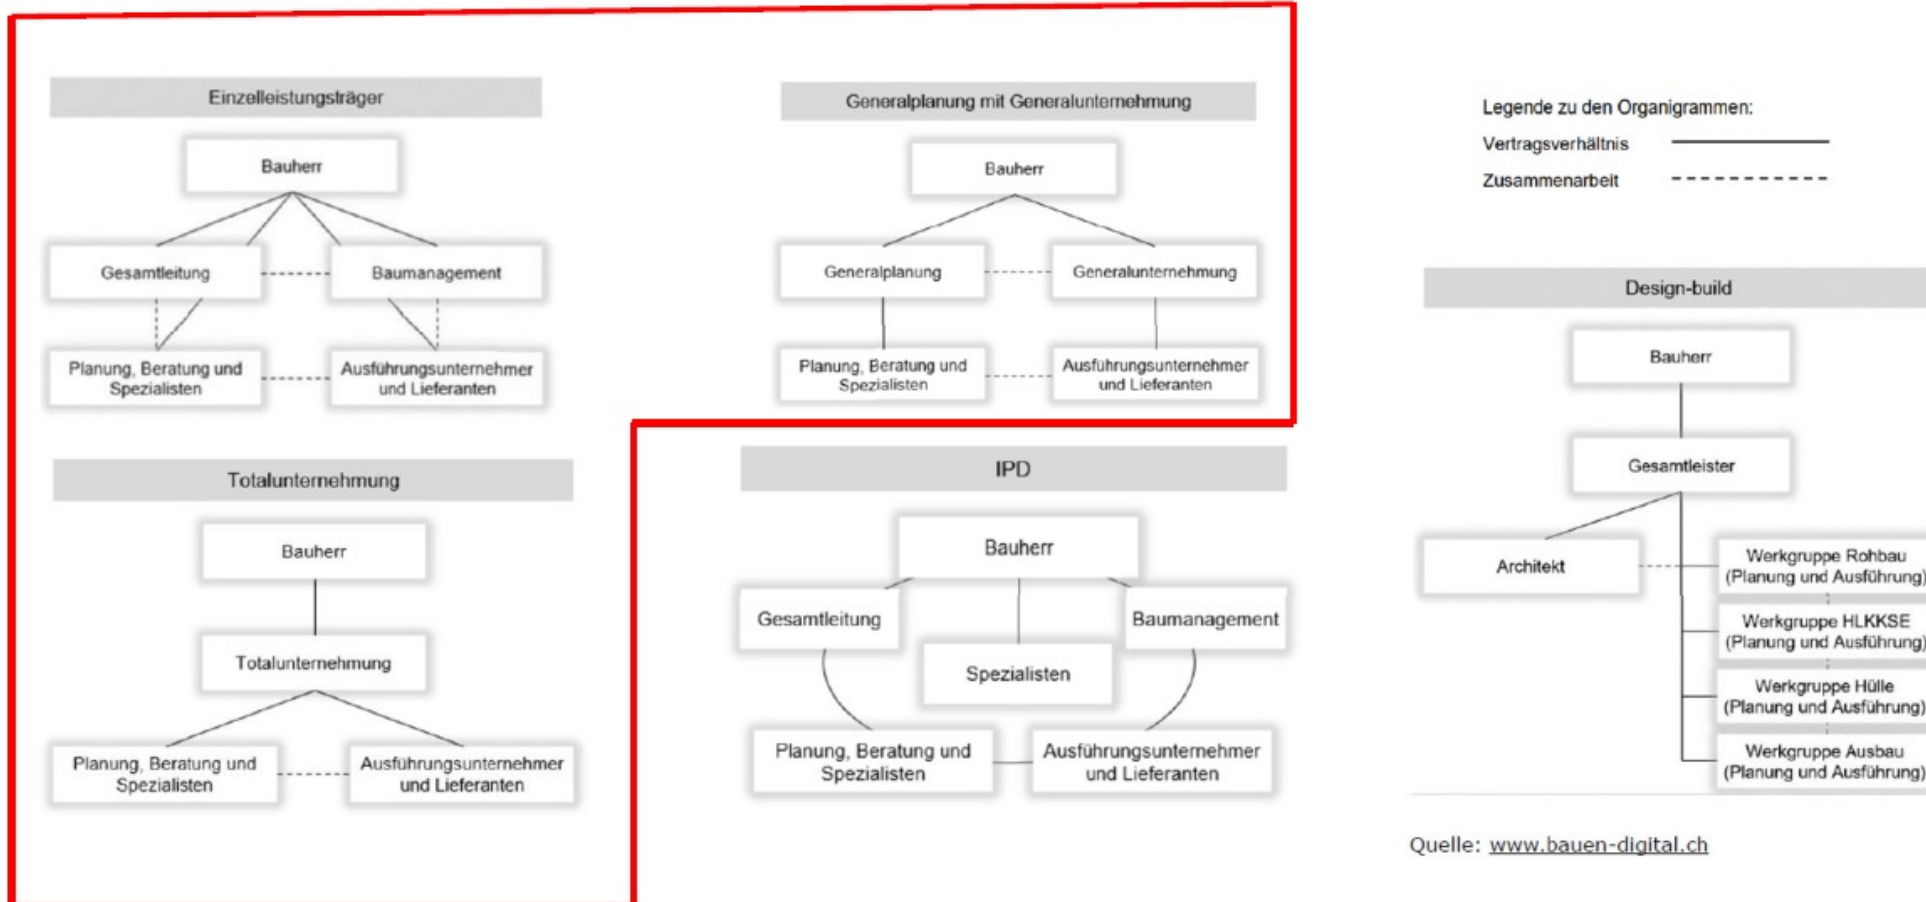 Einzelleistungsträger
Bauherr
Gesamtleitung
Baumanagement
Planung, Beratung und
Spezialisten
Ausführungsunternehmer
und Lieferanten
Generalplanung mit Generalunternehmung
Bauherr
Generalplanung
Generalunternehmung
Planung, Beratung und
Spezialisten
Ausführungsunternehmer
und Lieferanten
Legende zu den Organigrammen:
Vertragsverhältnis
Zusammenarbeit
Totalunternehmung
Bauherr
Totalunternehmung
Planung, Beratung und
Spezialisten
Ausführungsunternehmer
und Lieferanten
IPD
Bauherr
Gesamtleitung
Baumanagement
Spezialisten
Planung, Beratung und
Spezialisten
Ausführungsunternehmer
und Lieferanten
Design-build
Bauherr
Gesamtleister
Architekt
Werkgruppe Rohbau
(Planung und Ausführung)
Werkgruppe HLKKSE
(Planung und Ausführung)
Werkgruppe Hülle
(Planung und Ausführung)
Werkgruppe Ausbau
(Planung und Ausführung)
Quelle: www.bauen-digital.ch